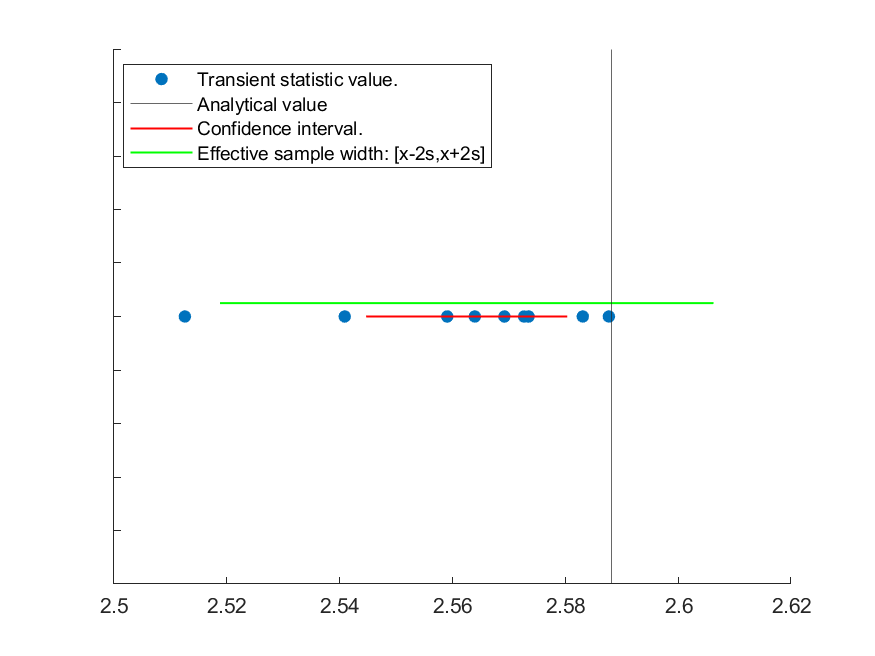 Transient statistic value.
Analytical value
Confidence interval.
Effective sample width: [x-2s,x+2s]
2.5 2.52 2.54 2.56 2.58 2.6 2.62